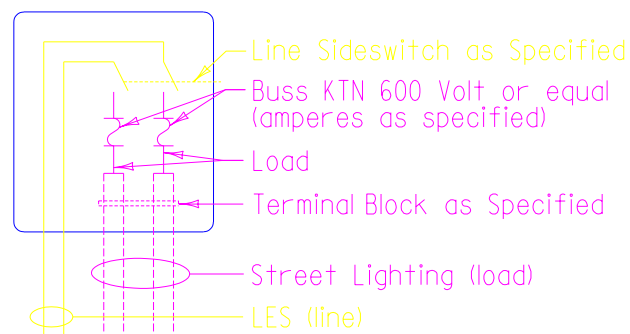 Line Sideswitch as Specified
Buss KTN 600 Volt or equal
(amperes as specified)
Load
Terminal Block as Specified
Street Lighting (load)
LES (line)